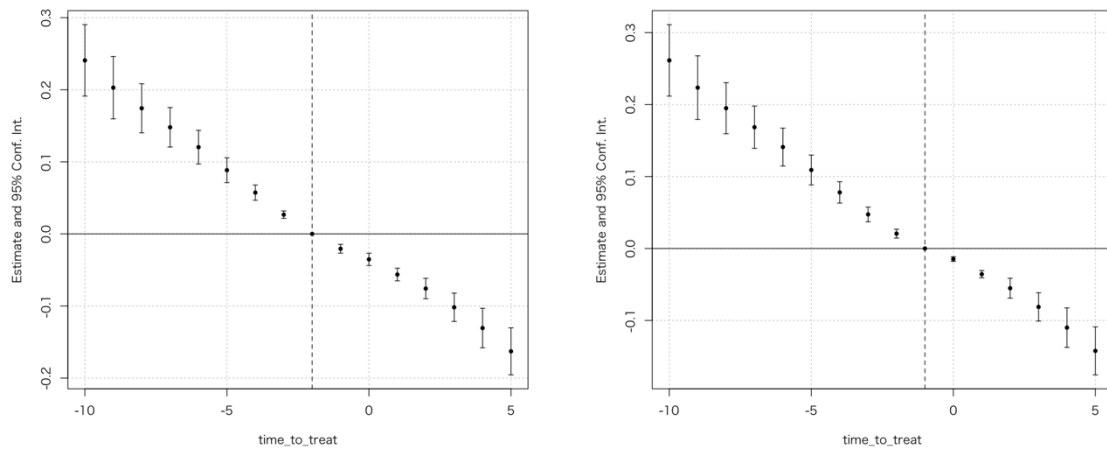 0.3
0.2
0.1
0.0
-0.1
-0.2
Estimate and 95% Conf. Int.
-10 -5 0 5
time_to_treat
0.3
0.2
0.1
0.0
-0.1
Estimate and 95% Conf. Int.
-10 -5 0 5
time_to_treat